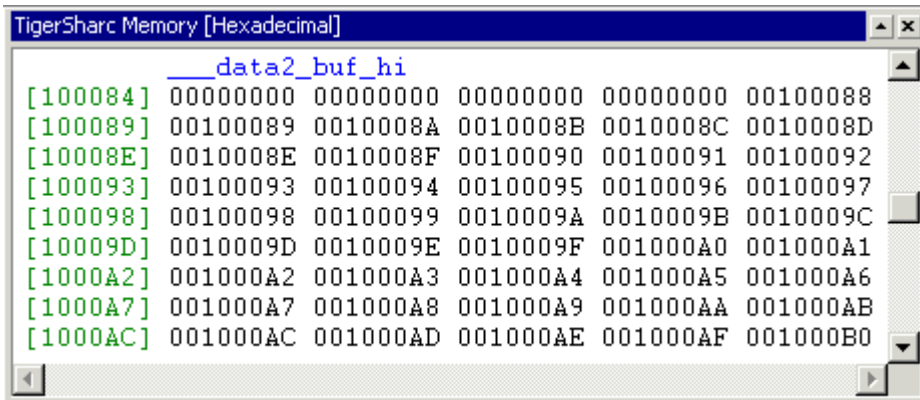 TigerSharc Memory [Hexadecimal]
___data2_buf_hi
[100084] 00000000 00000000 00000000 00000000 00100088
[100089] 00100089 0010008A 0010008B 0010008C 0010008D
[10008E] 0010008E 0010008F 00100090 00100091 00100092
[100093] 00100093 00100094 00100095 00100096 00100097
[100098] 00100098 00100099 0010009A 0010009B 0010009C
[10009D] 0010009D 0010009E 0010009F 001000A0 001000A1
[1000A2] 001000A2 001000A3 001000A4 001000A5 001000A6
[1000A7] 001000A7 001000A8 001000A9 001000AA 001000AB
[1000AC] 001000AC 001000AD 001000AE 001000AF 001000B0